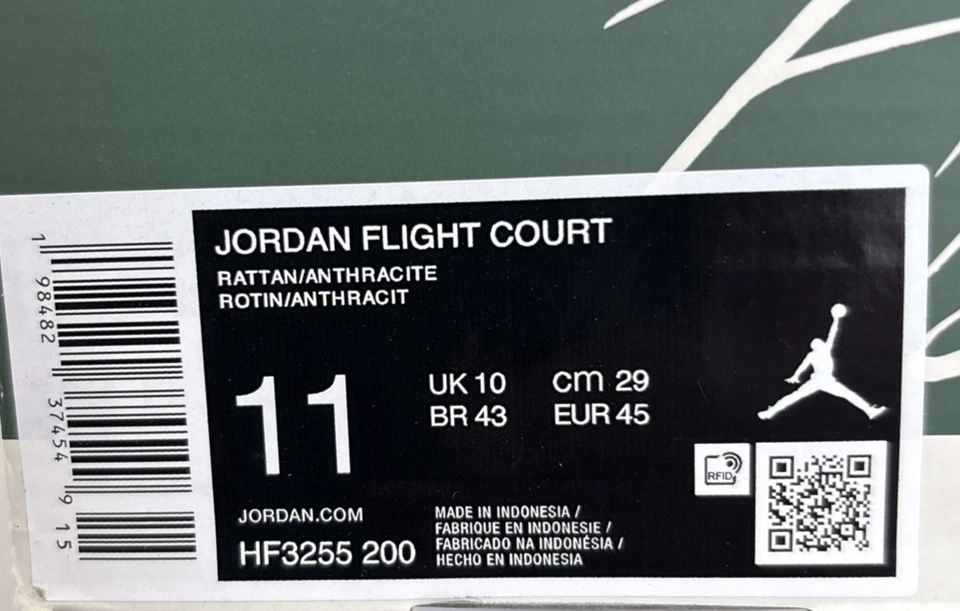 JORDAN FLIGHT COURT
RATTAN/ANTHRACITE
ROTIN/ANTHRACIT
11
UK 10 cm 29
BR 43 EUR 45
RFID
JORDAN.COM
HF3255 200
MADE IN INDONESIA /
FABRIQUE EN INDONESIE /
FABRICADO NA INDONÉSIA /
HECHO EN INDONESIA
1 98482 37454 9 15